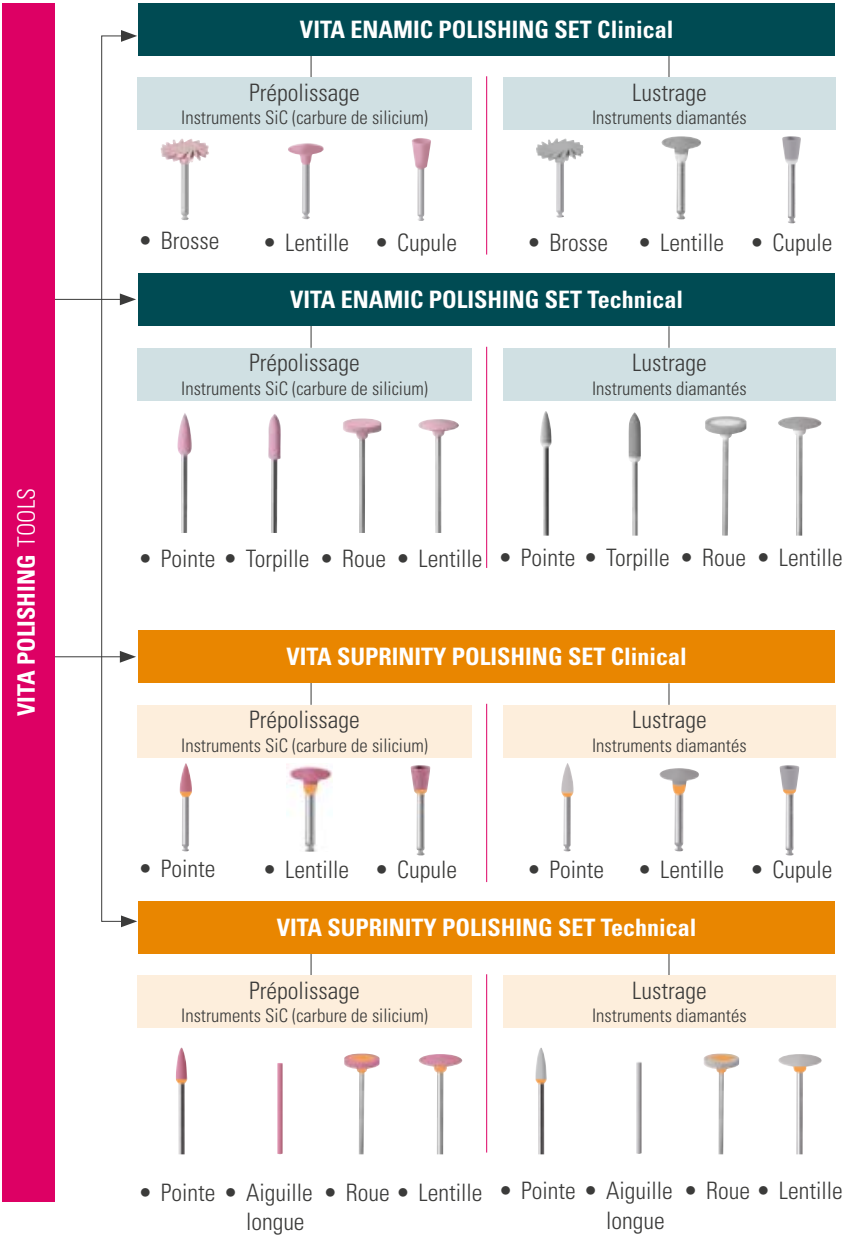 VITA POLISHING TOOLS
VITA ENAMIC POLISHING SET Clinical
Prépolissage
Instruments SiC (carbure de silicium)
• Brosse • Lentille • Cupule
Lustrage
Instruments diamantés
• Brosse • Lentille • Cupule
VITA ENAMIC POLISHING SET Technical
Prépolissage
Instruments SiC (carbure de silicium)
• Pointe • Torpille • Roue • Lentille
Lustrage
Instruments diamantés
• Pointe • Torpille • Roue • Lentille
VITA SUPRINITY POLISHING SET Clinical
Prépolissage
Instruments SiC (carbure de silicium)
• Pointe • Lentille • Cupule
Lustrage
Instruments diamantés
• Pointe • Lentille • Cupule
VITA SUPRINITY POLISHING SET Technical
Prépolissage
Instruments SiC (carbure de silicium)
• Pointe • Aiguille • Roue • Lentille
longue
Lustrage
Instruments diamantés
• Pointe • Aiguille • Roue • Lentille
longue